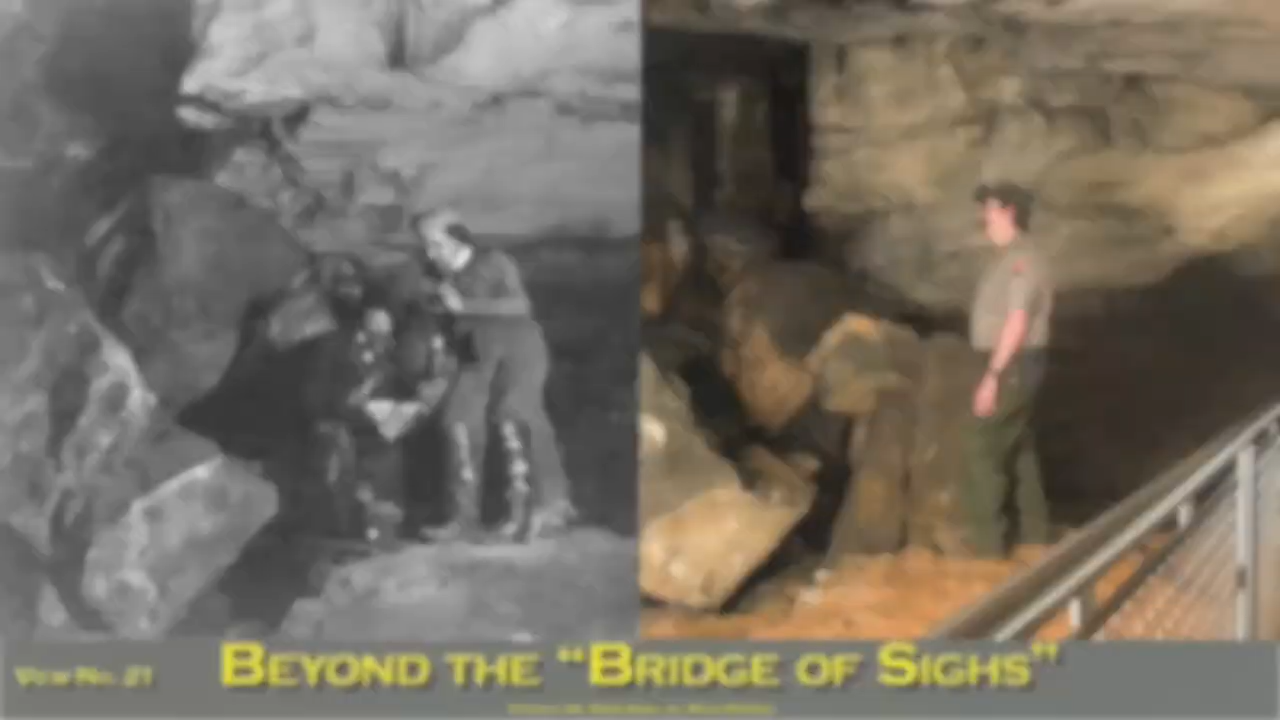 View No. 21
BEYOND THE “BRIDGE OF SIGHS”